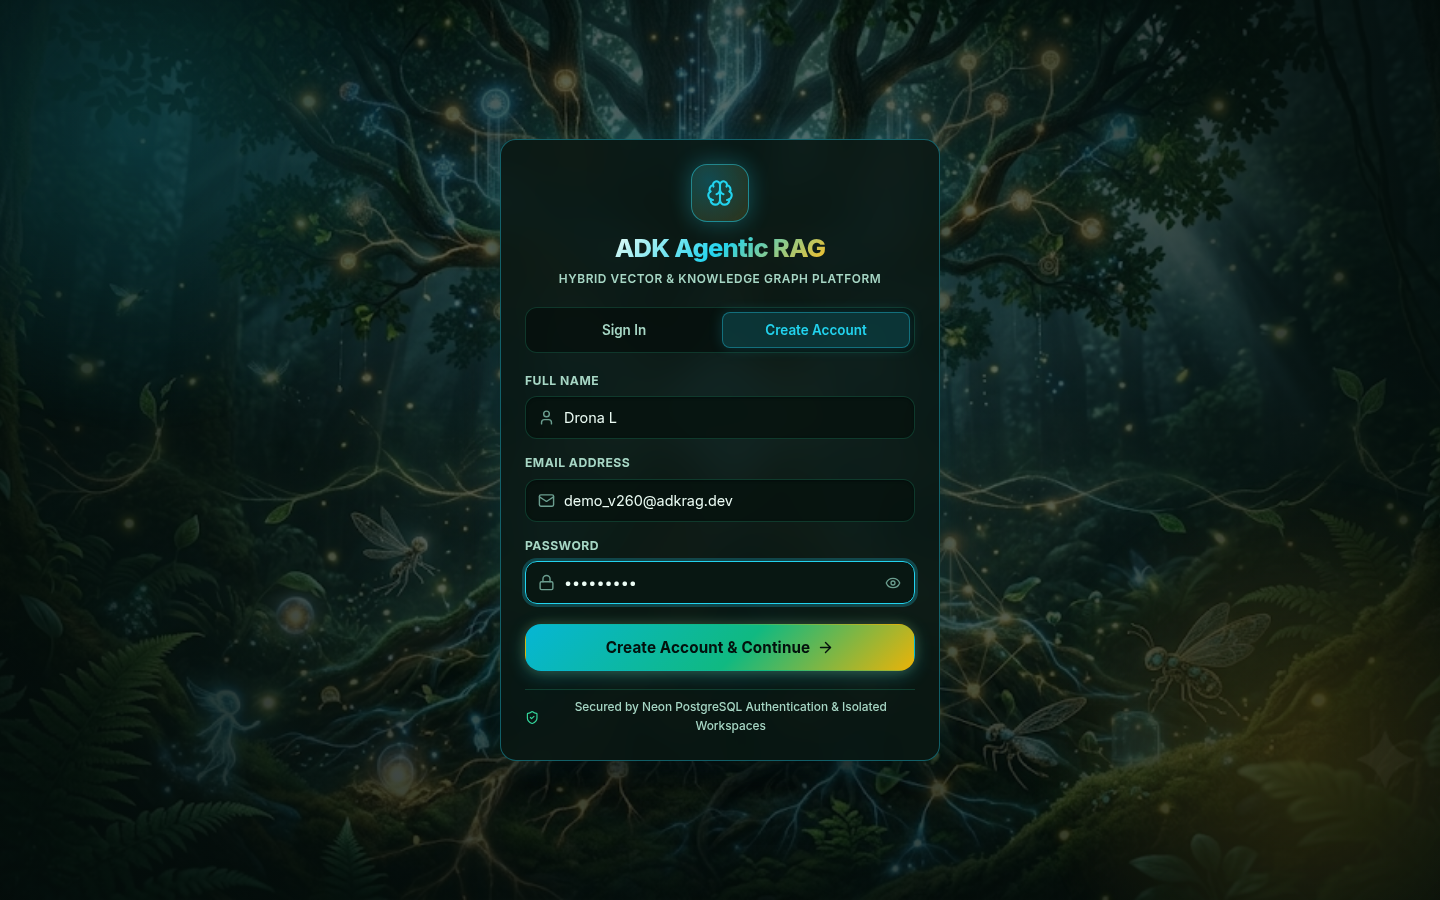 ADK Agentic RAG
HYBRID VECTOR & KNOWLEDGE GRAPH PLATFORM
Sign In
Create Account
FULL NAME
Drona L
EMAIL ADDRESS
demo_v260@adkrag.dev
PASSWORD
•••••••••
Create Account & Continue →
Secured by Neon PostgreSQL Authentication & Isolated
Workspaces